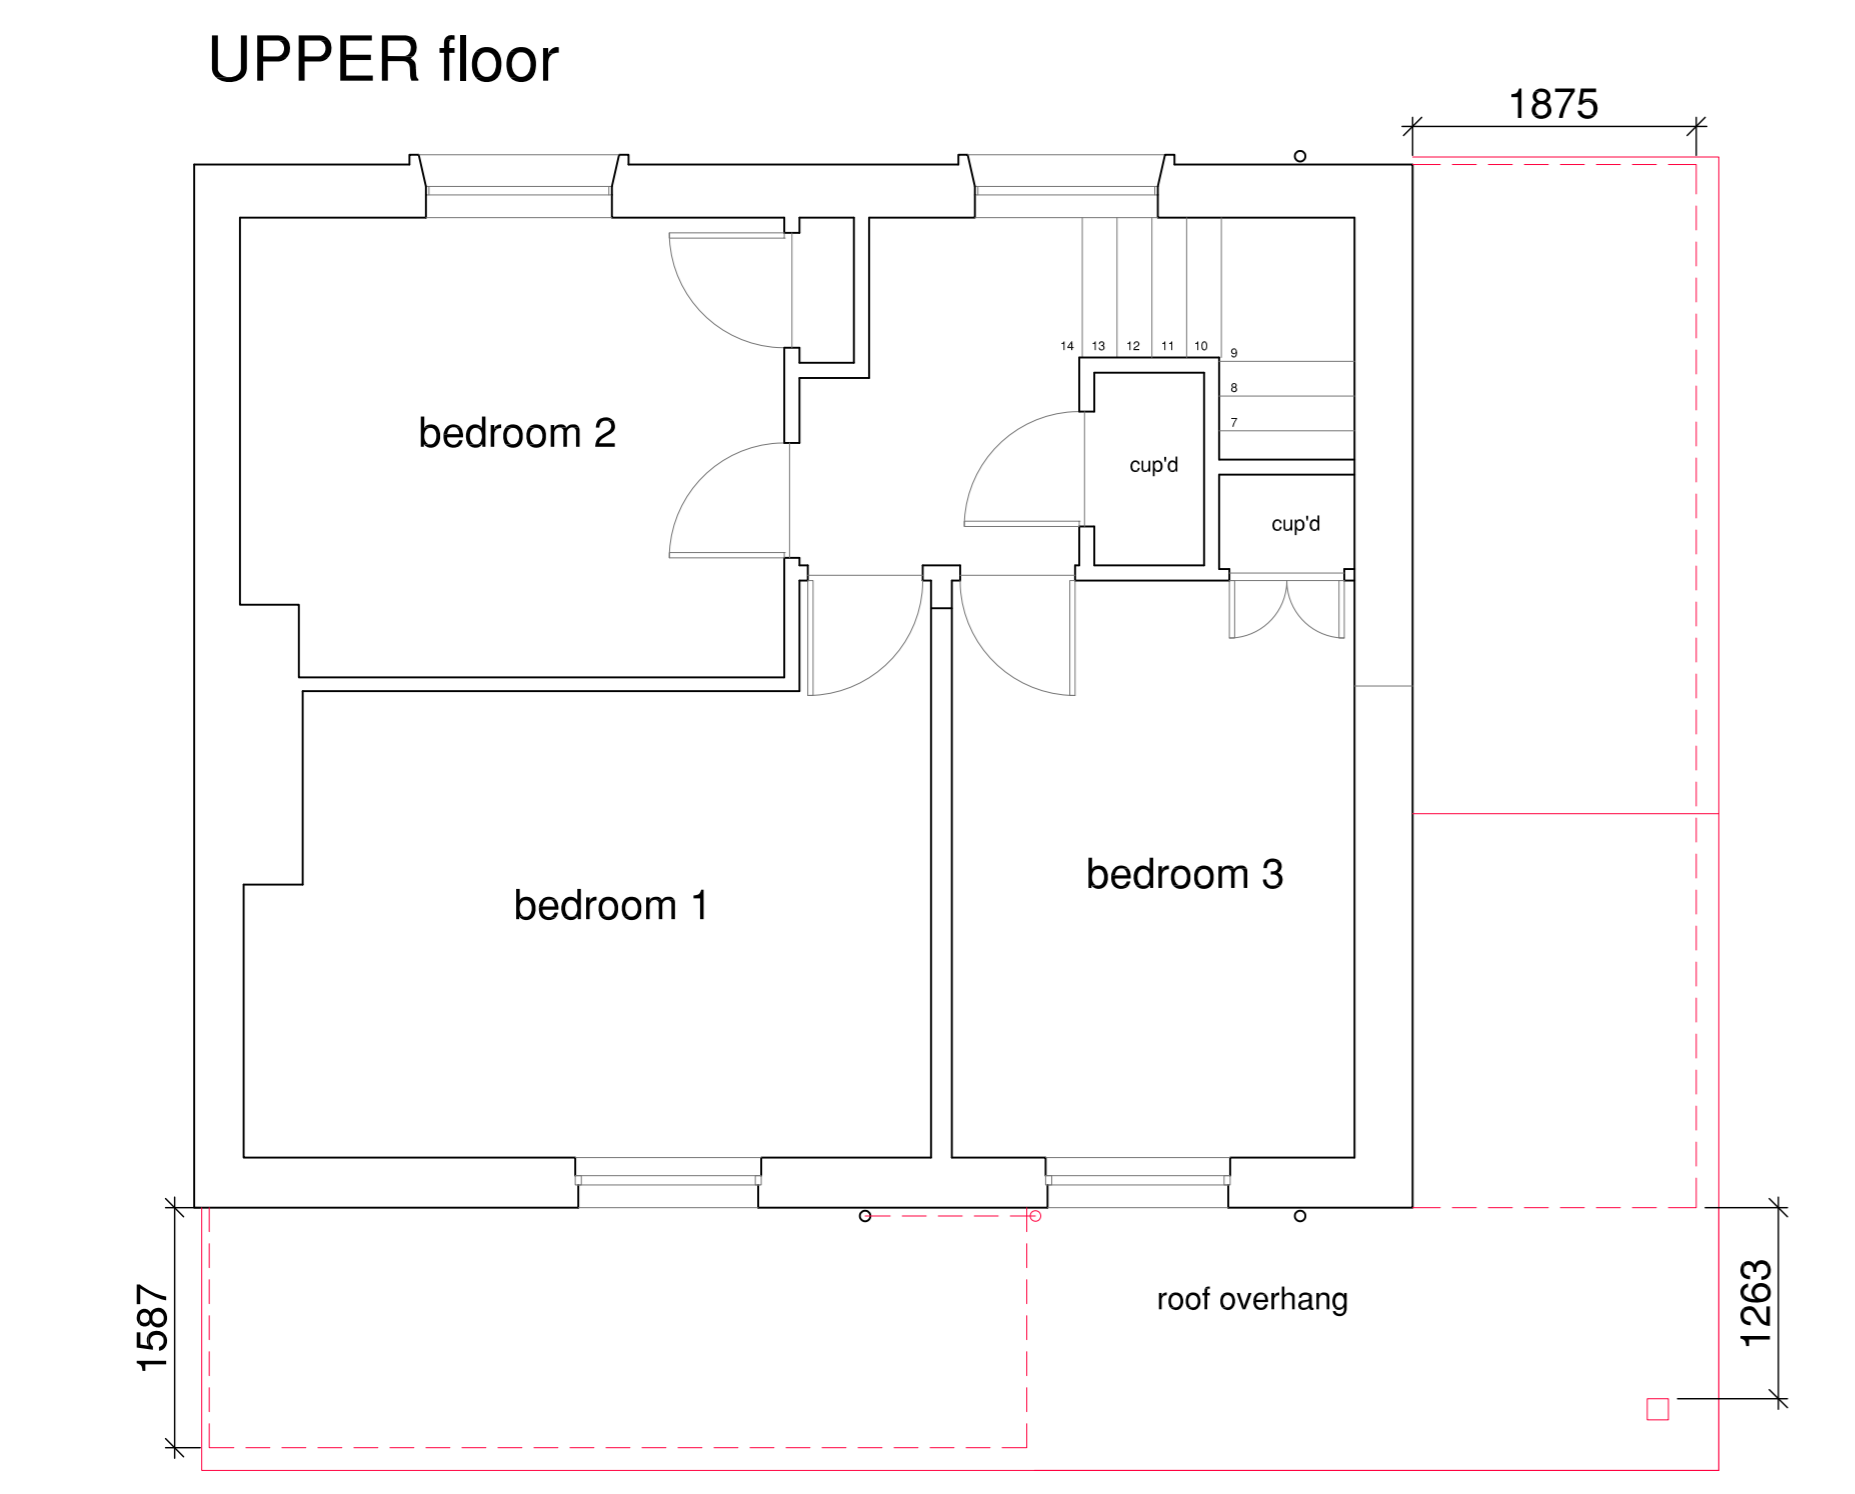 UPPER floor
1875
14 13 12 11 10
9
8
7
bedroom 2
cup'd
cup'd
bedroom 3
bedroom 1
roof overhang
1587
1263